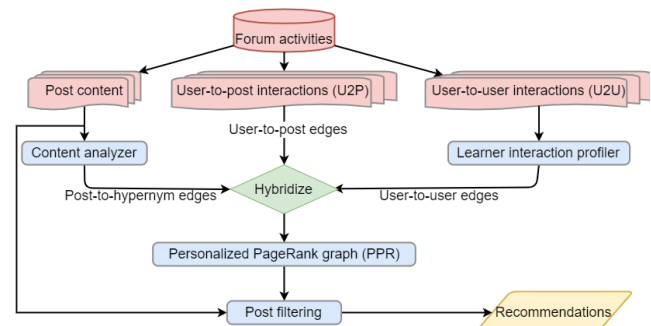 Forum activities
Post content
User-to-post interactions (U2P)
User-to-user interactions (U2U)
User-to-post edges
Content analyzer
Learner interaction profiler
Hybridize
Post-to-hypernym edges
User-to-user edges
Personalized PageRank graph (PPR)
Post filtering
Recommendations